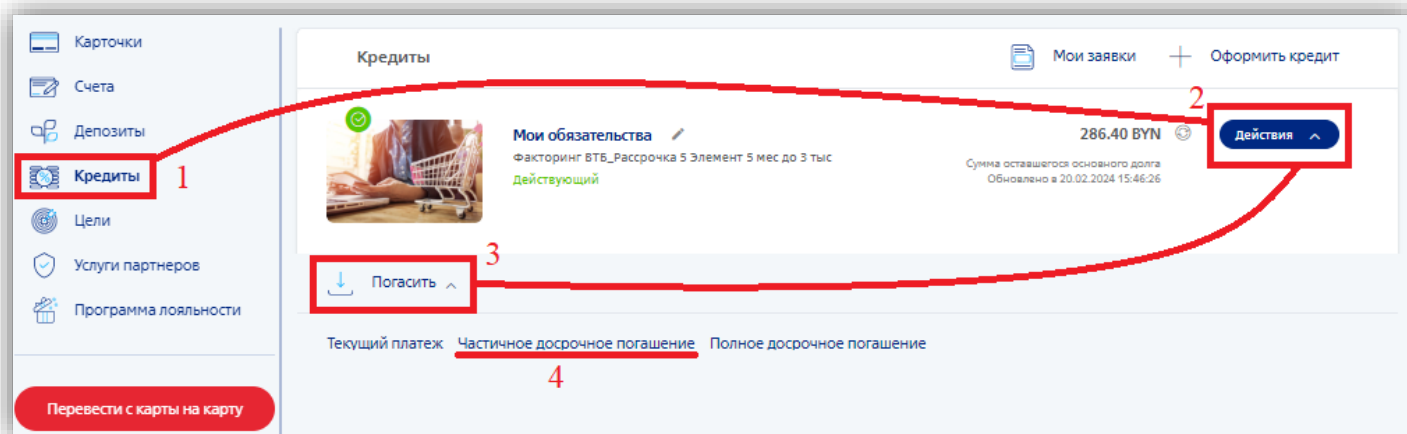 Карточки
Счета
Депозиты
Кредиты
1
Цели
Услуги партнеров
Программа лояльности
Перевести с карты на карту
Кредиты
Мои заявки
Оформить кредит
2
Мои обязательства
286.40 BYN
Действия
Факторинг ВТБ_Рассрочка 5 Элемент 5 мес до 3 тыс
Сумма оставшегося основного долга
Действующий
Обновлено в 20.02.2024 15:46:26
3
Погасить
Текущий платеж Частичное досрочное погашение Полное досрочное погашение
4